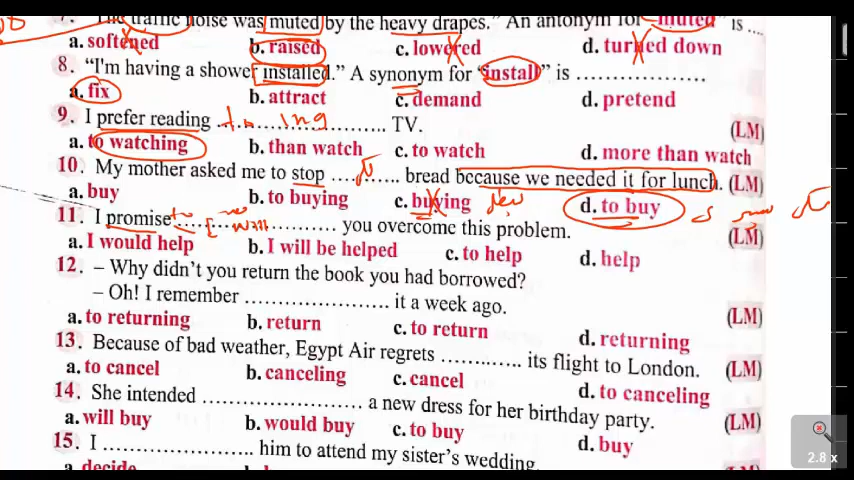 7. The traffic noise was muted by the heavy drapes." An antonym for "muted" is ....
a. softened b. raised c. lowered d. turned down
8. "I'm having a shower installed." A synonym for "install" is ....................
a. fix b. attract c. demand d. pretend
9. I prefer reading ........................ TV. (LM)
to ing
a. to watching b. than watch c. to watch d. more than watch
10. My mother asked me to stop .......... bread because we needed it for lunch. (LM)
a. buy b. to buying c. buying d. to buy
11. I promise ........................ you overcome this problem. (LM)
to
will
a. I would help b. I will be helped c. to help d. help
12. – Why didn't you return the book you had borrowed?
– Oh! I remember ........................ it a week ago. (LM)
a. to returning b. return c. to return d. returning
13. Because of bad weather, Egypt Air regrets .............. its flight to London. (LM)
a. to cancel b. canceling c. cancel d. to canceling
14. She intended ........................ a new dress for her birthday party. (LM)
a. will buy b. would buy c. to buy d. buy
15. I ........................ him to attend my sister's wedding.
a. decide
2.8 x